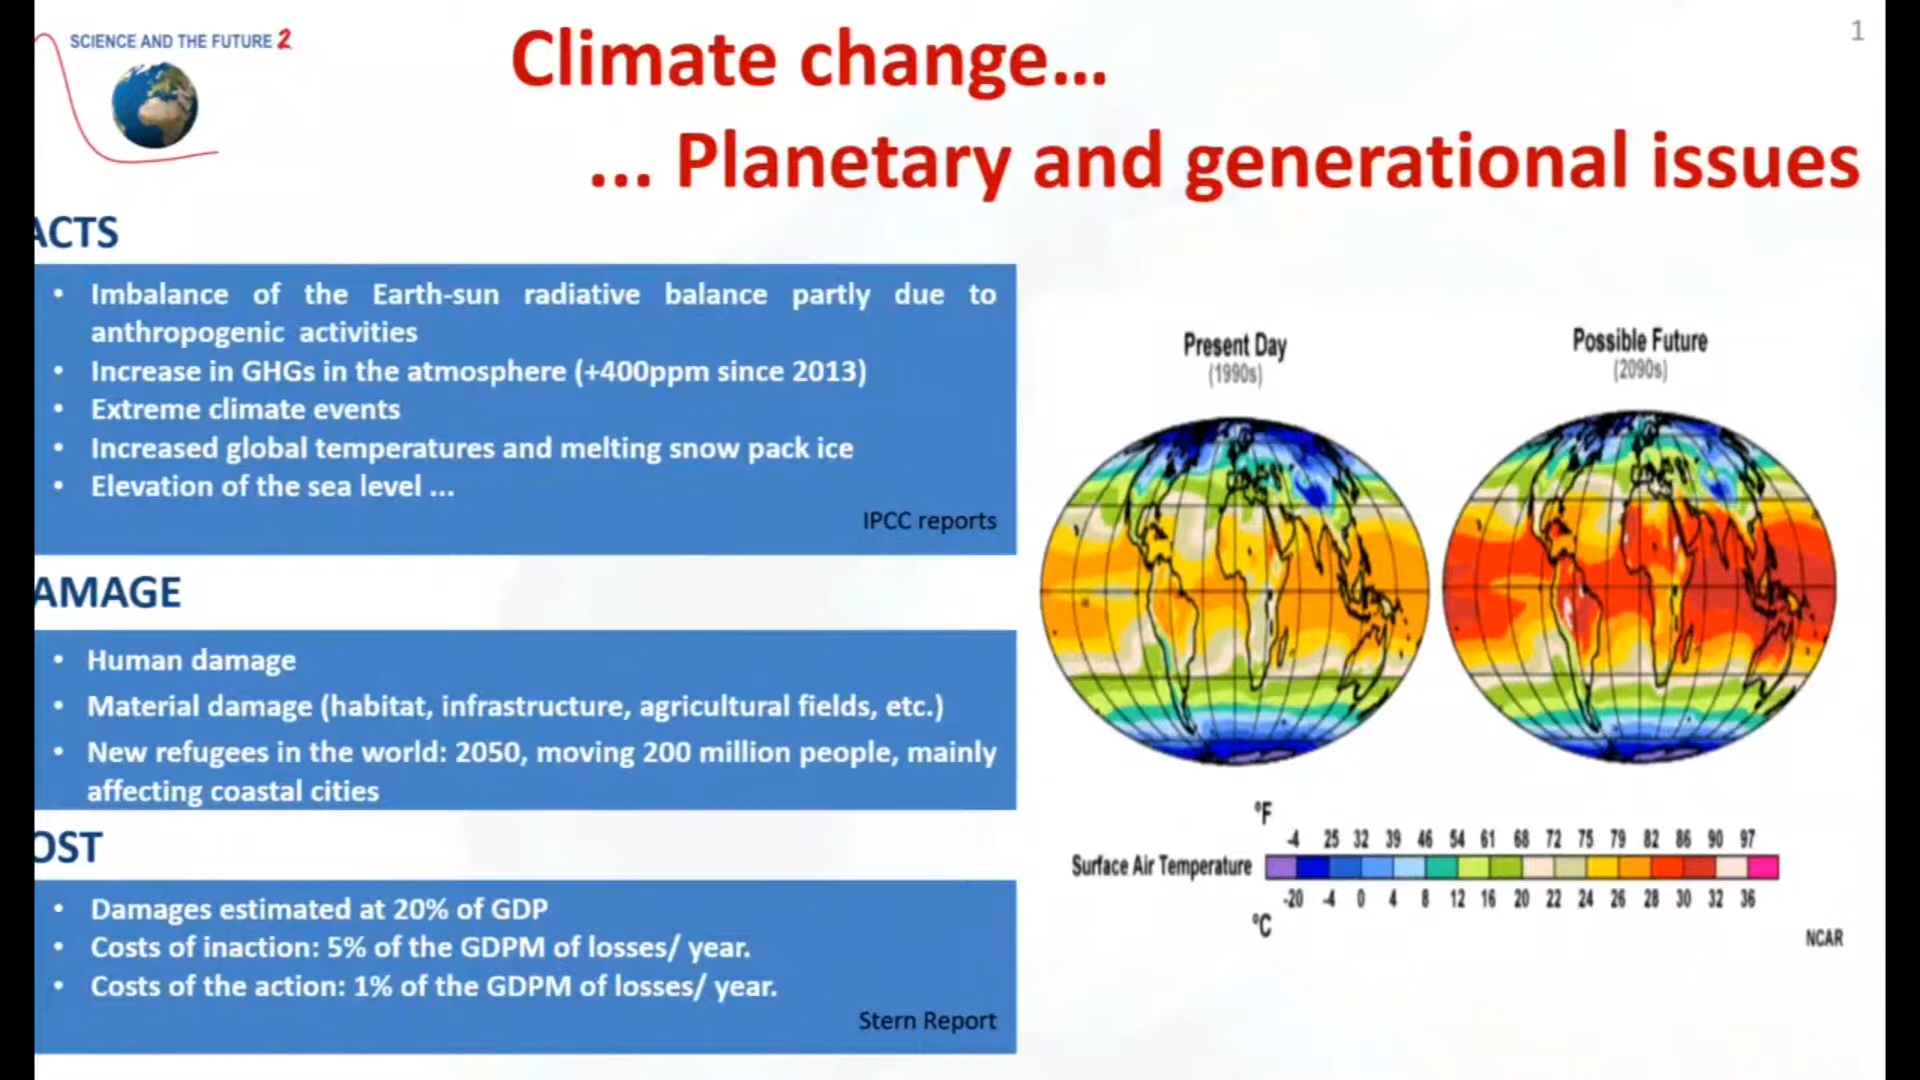 SCIENCE AND THE FUTURE 2
1
Climate change...
... Planetary and generational issues
ACTS
• Imbalance of the Earth-sun radiative balance partly due to
anthropogenic activities
• Increase in GHGs in the atmosphere (+400ppm since 2013)
• Extreme climate events
• Increased global temperatures and melting snow pack ice
• Elevation of the sea level ...
IPCC reports
AMAGE
• Human damage
• Material damage (habitat, infrastructure, agricultural fields, etc.)
• New refugees in the world: 2050, moving 200 million people, mainly
affecting coastal cities
OST
• Damages estimated at 20% of GDP
• Costs of inaction: 5% of the GDPM of losses/ year.
• Costs of the action: 1% of the GDPM of losses/ year.
Stern Report
Present Day
(1990s)
Possible Future
(2090s)
°F
-4 25 32 39 46 54 61 68 72 75 79 82 86 90 97
Surface Air Temperature
-20 -4 0 4 8 12 16 20 22 24 26 28 30 32 36
°C
NCAR